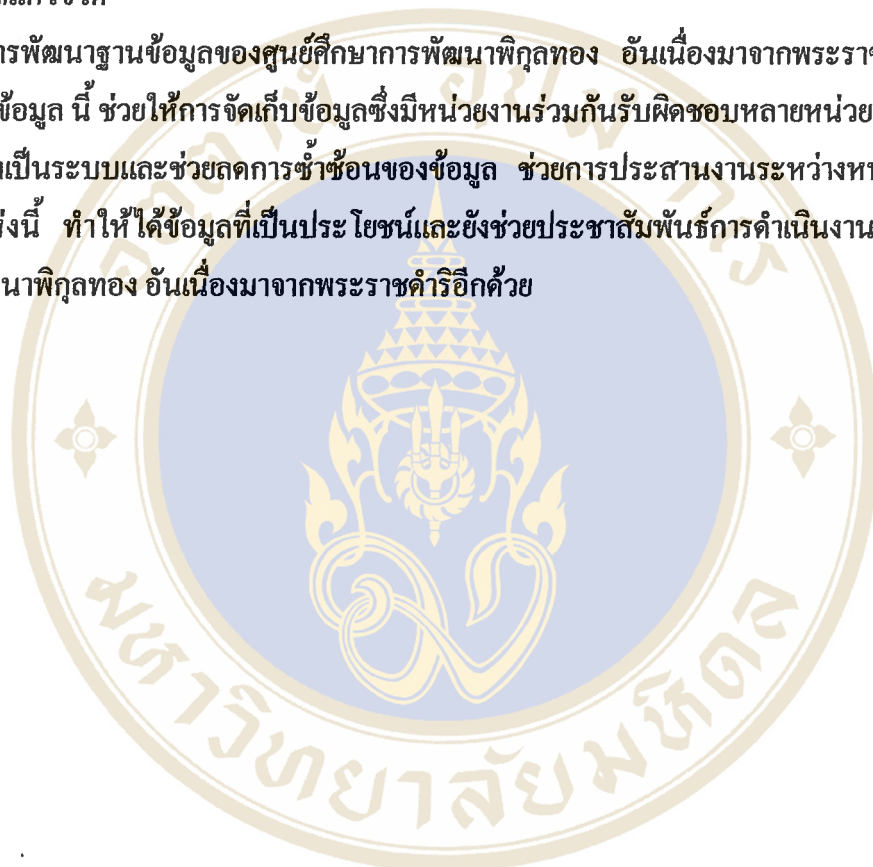 การพัฒนาฐานข้อมูลของศูนย์ศึกษาการพัฒนาพิกุลทอง อันเนื่องมาจากพระราช
ข้อมูล นี้ ช่วยให้การจัดเก็บข้อมูลซึ่งมีหน่วยงานร่วมกันรับผิดชอบหลายหน่วย
เป็นระบบและช่วยลดการซ้ำซ้อนของข้อมูล ช่วยการประสานงานระหว่างห
งนี้ ทำให้ได้ข้อมูลที่เป็นประโยชน์และยังช่วยประชาสัมพันธ์การดำเนินงาน
นาพิกุลทอง อันเนื่องมาจากพระราชดำริอีกด้วย
อตฺตานํ อุปมํ กเร
มหาวิทยาลัยมหิดล